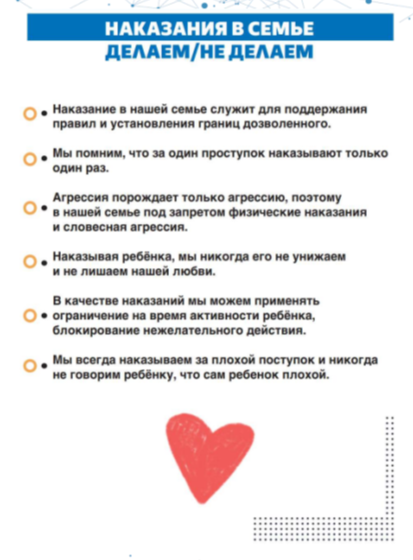 НАКАЗАНИЯ В СЕМЬЕ
ДЕЛАЕМ/НЕ ДЕЛАЕМ
• Наказание в нашей семье служит для поддержания
правил и установления границ дозволенного.
• Мы помним, что за один проступок наказывают только
один раз.
• Агрессия порождает только агрессию, поэтому
в нашей семье под запретом физические наказания
и словесная агрессия.
• Наказывая ребёнка, мы никогда его не унижаем
и не лишаем нашей любви.
• В качестве наказаний мы можем применять
ограничение на время активности ребёнка,
блокирование нежелательного действия.
• Мы всегда наказываем за плохой поступок и никогда
не говорим ребёнку, что сам ребенок плохой.